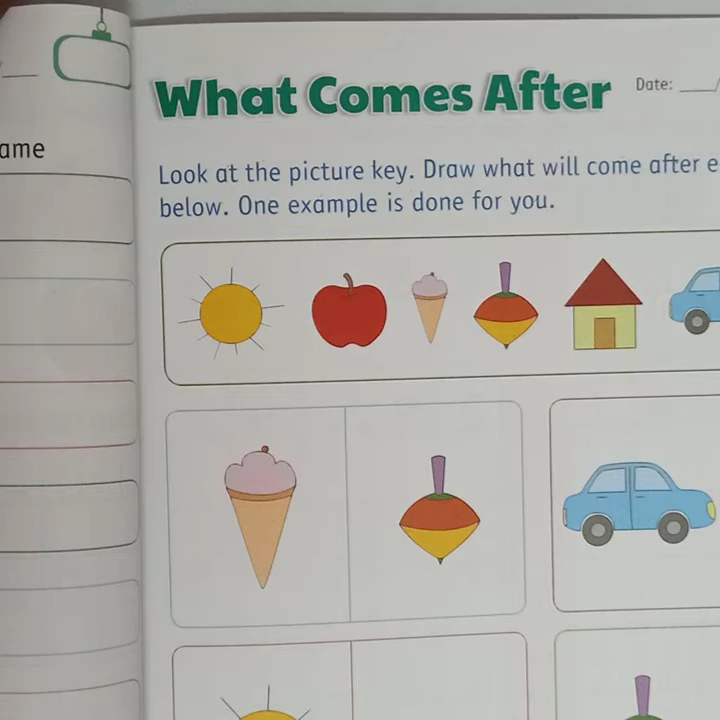 ame
What Comes After
Date:
Look at the picture key. Draw what will come after
below. One example is done for you.